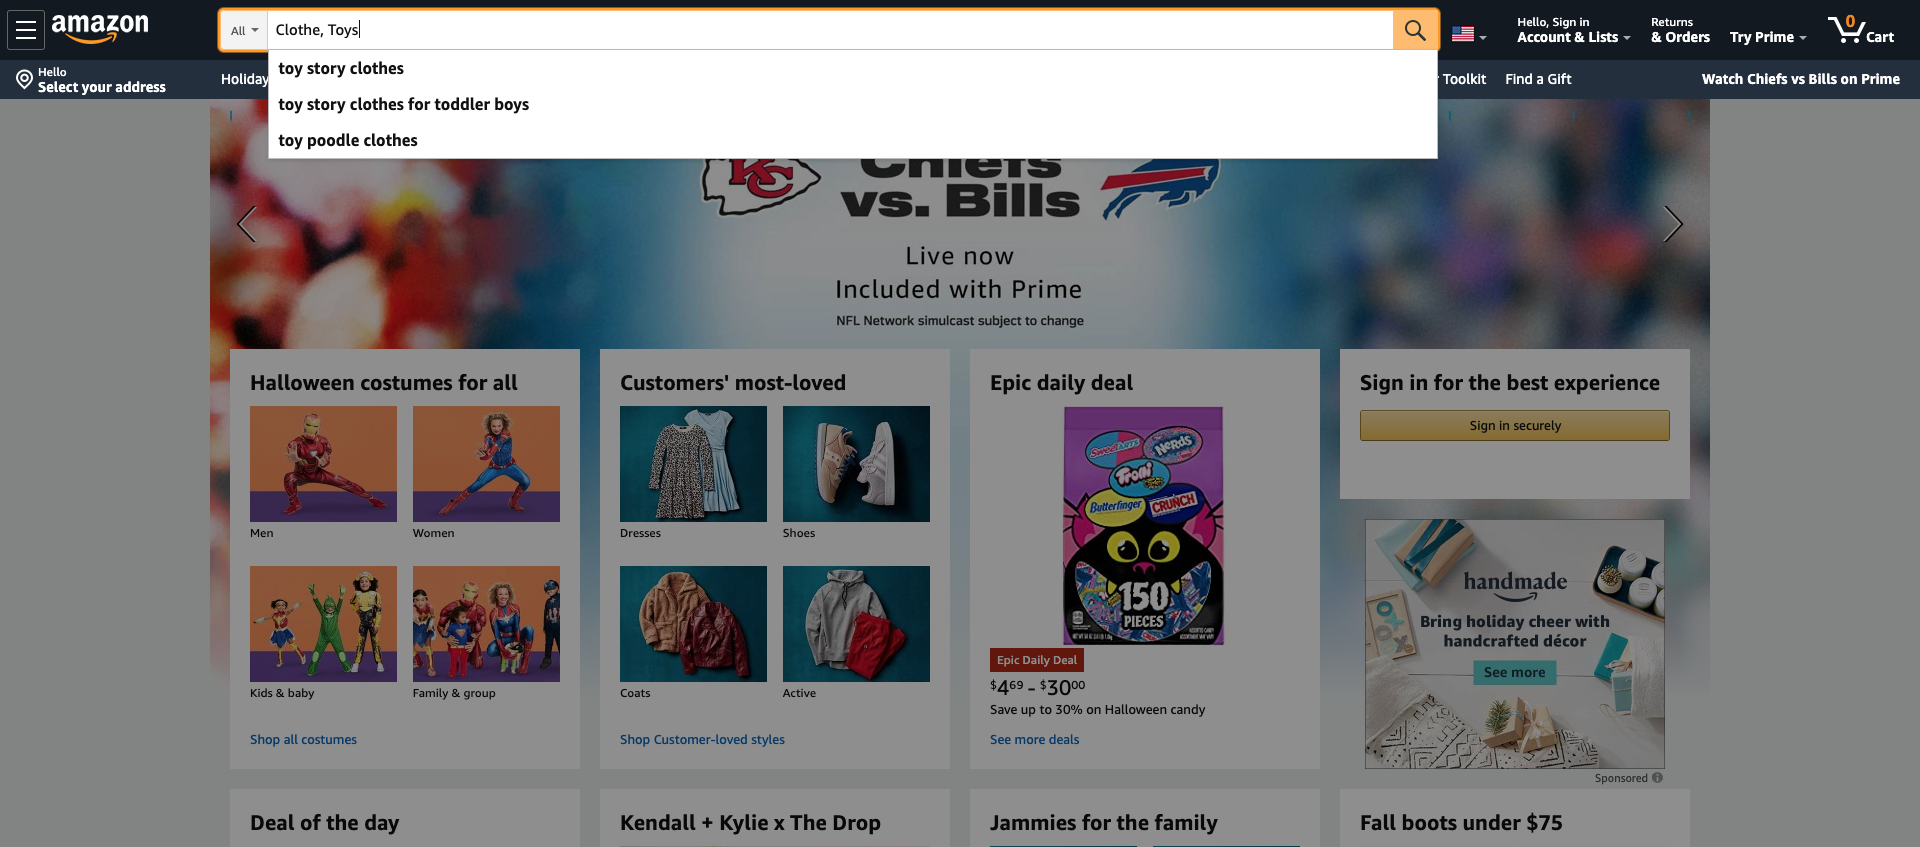 amazon
All
Clothe, Toys
Hello, Sign in
Account & Lists
Returns
& Orders
Try Prime
0
Cart
Hello
Select your address
Holiday
Toolkit
Find a Gift
Watch Chiefs vs Bills on Prime
toy story clothes
toy story clothes for toddler boys
toy poodle clothes
KC
Chiefs
vs. Bills
Live now
Included with Prime
NFL Network simulcast subject to change
Halloween costumes for all
Men
Women
Kids & baby
Family & group
Shop all costumes
Customers' most-loved
Dresses
Shoes
Coats
Active
Shop Customer-loved styles
Epic daily deal
SweeTARTS
Nerds
Trolli
Butterfinger
CRUNCH
150
PIECES
Epic Daily Deal
$469 - $3000
Save up to 30% on Halloween candy
See more deals
Sign in for the best experience
Sign in securely
handmade
Bring holiday cheer with
handcrafted décor
See more
Sponsored
Deal of the day
Kendall + Kylie x The Drop
Jammies for the family
Fall boots under $75